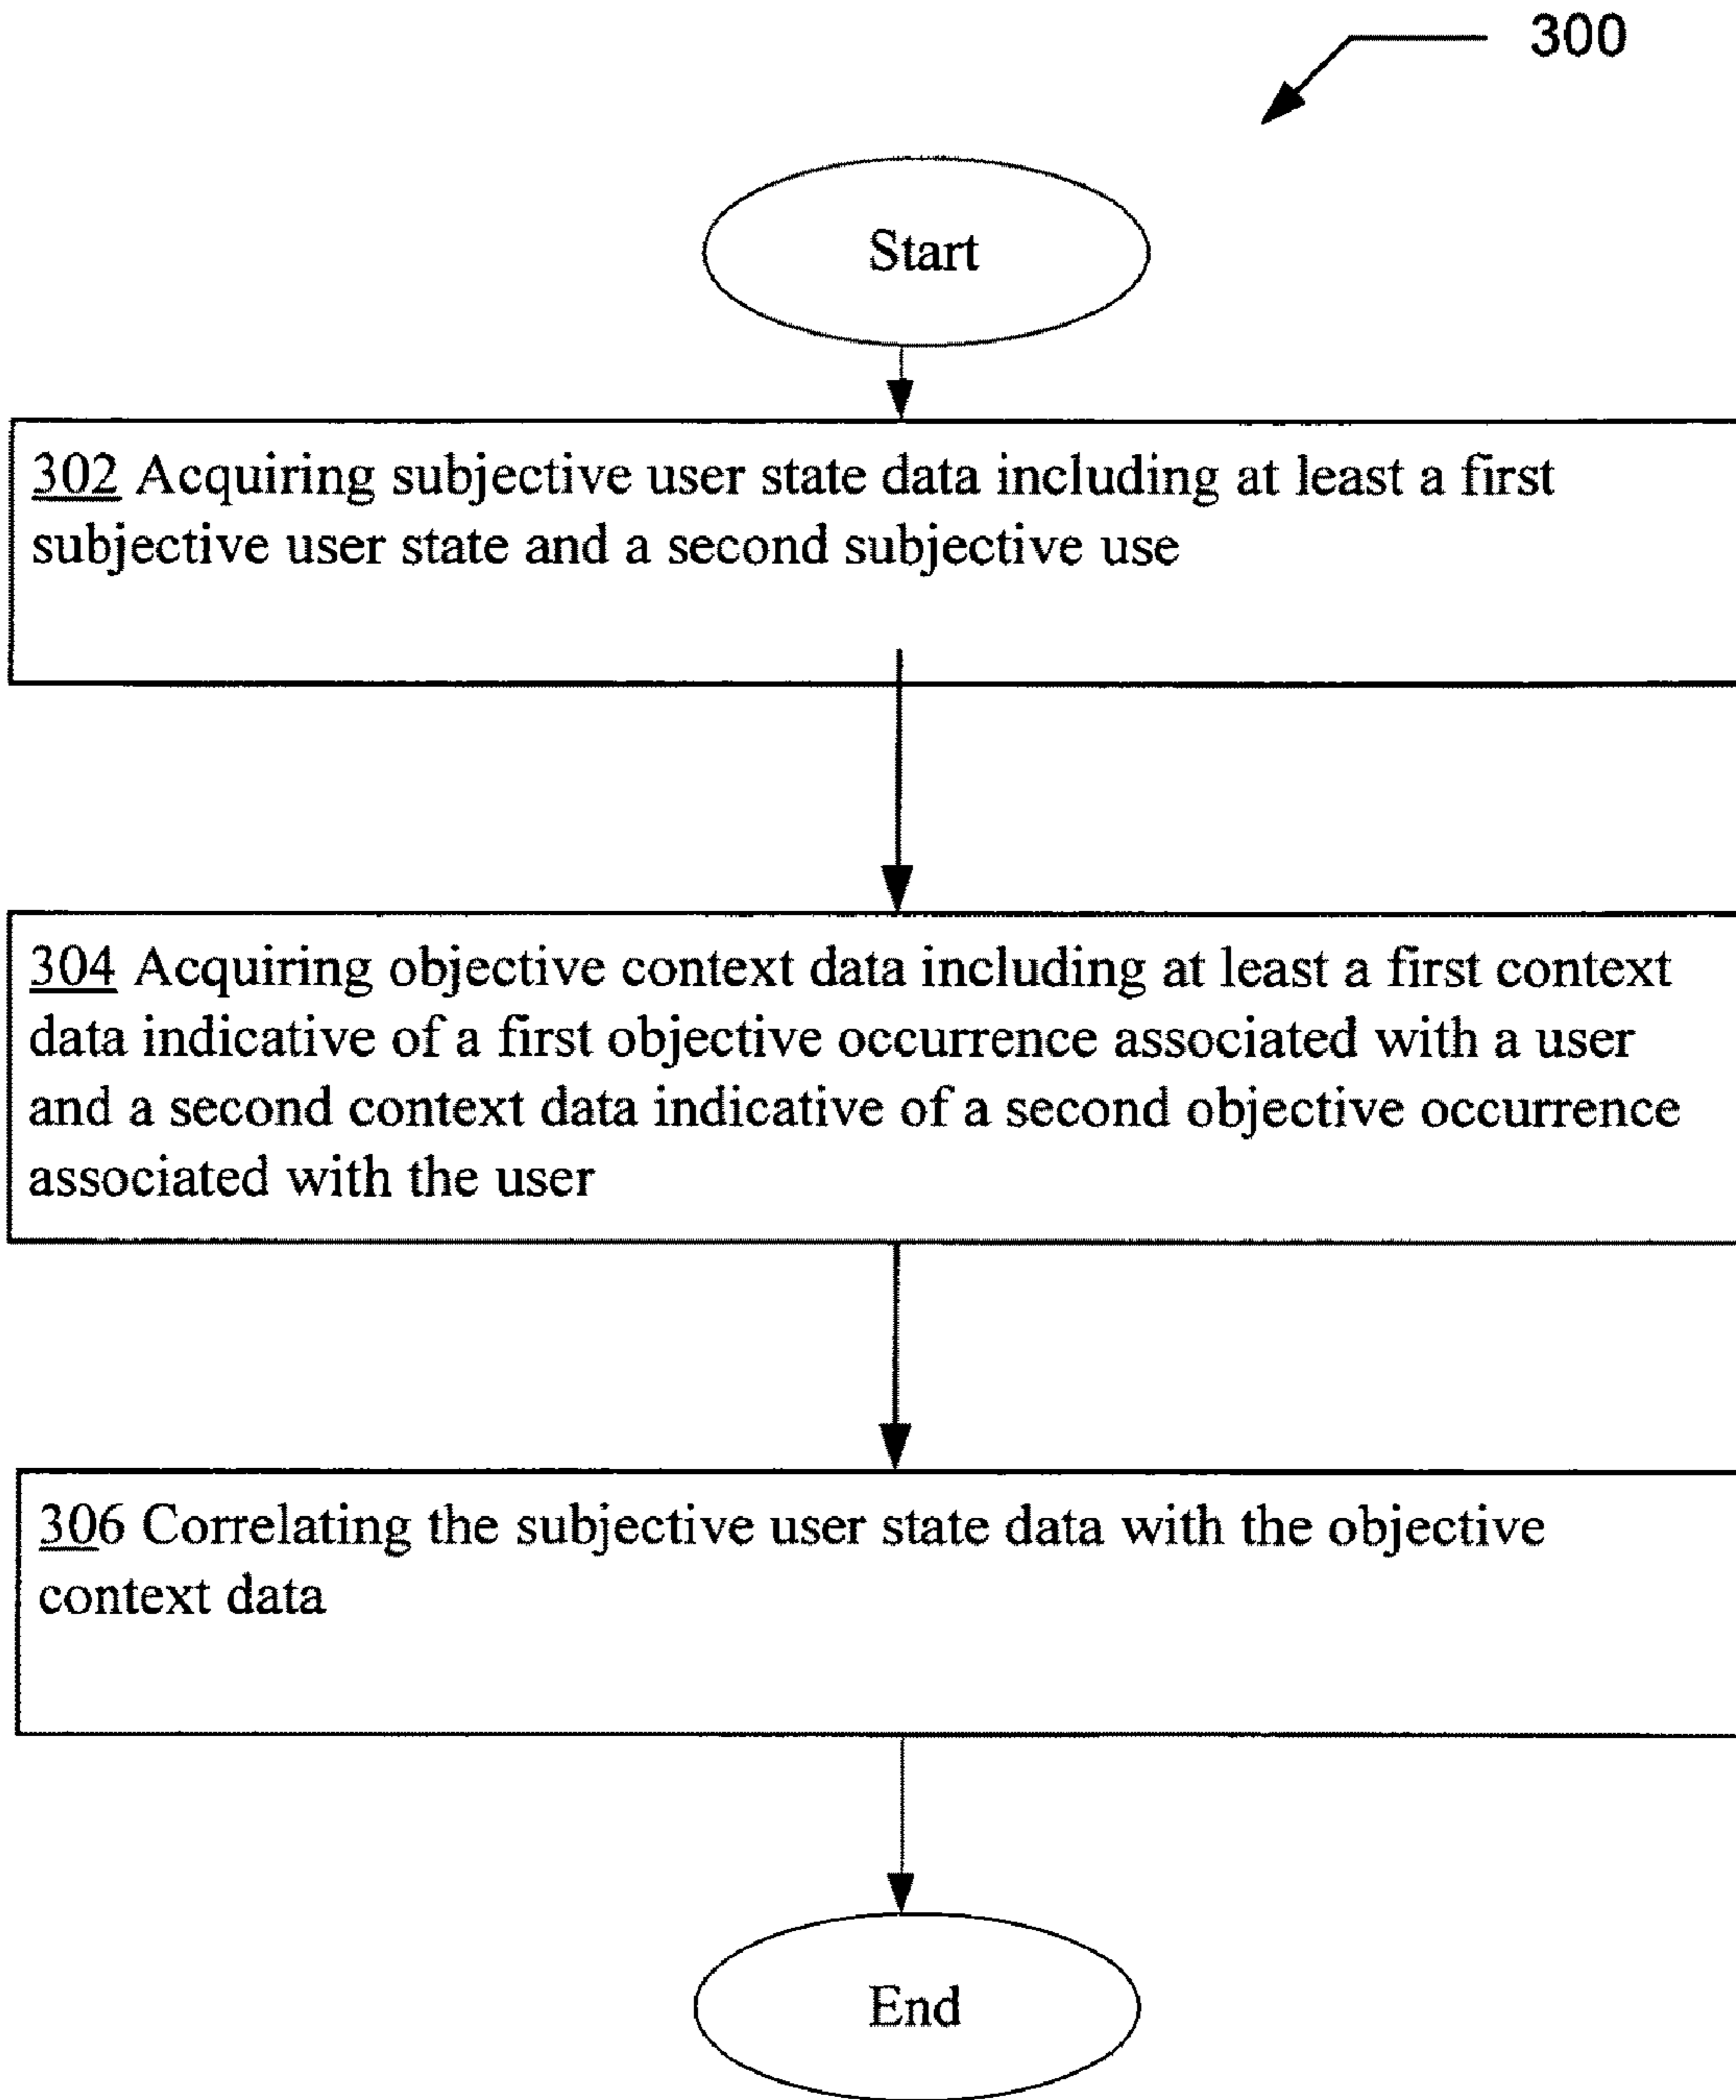 300
Start
302 Acquiring subjective user state data including at least a first
subjective user state and a second subjective use
304 Acquiring objective context data including at least a first context
data indicative of a first objective occurrence associated with a user
and a second context data indicative of a second objective occurrence
associated with the user
306 Correlating the subjective user state data with the objective
context data
End